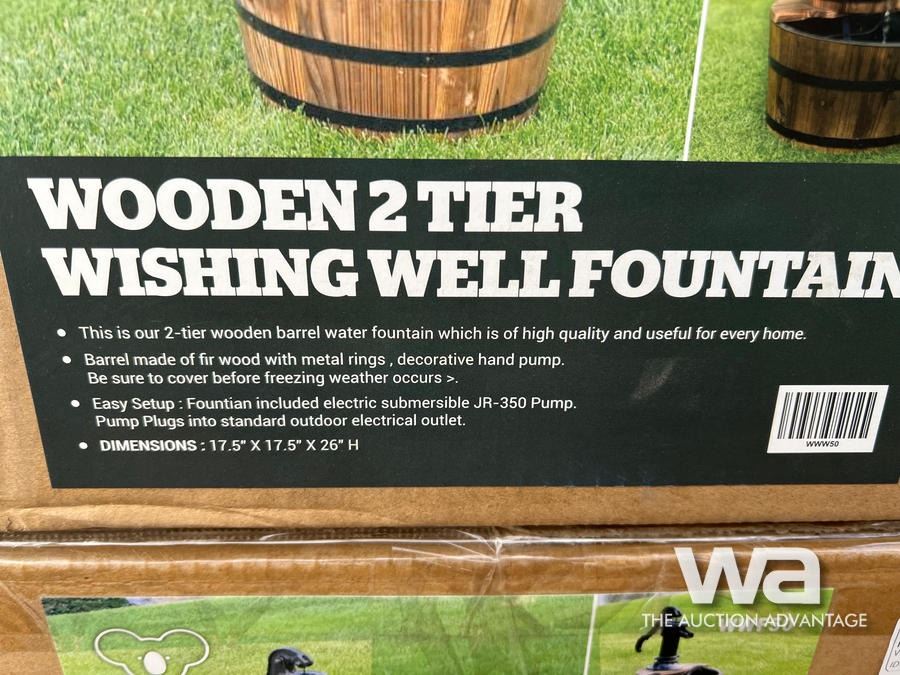 WOODEN 2 TIER
WISHING WELL FOUNTAIN
• This is our 2-tier wooden barrel water fountain which is of high quality and useful for every home.
• Barrel made of fir wood with metal rings , decorative hand pump.
Be sure to cover before freezing weather occurs >.
• Easy Setup : Fountian included electric submersible JR-350 Pump.
Pump Plugs into standard outdoor electrical outlet.
• DIMENSIONS : 17.5" X 17.5" X 26" H
WWW50
wa
THE AUCTION ADVANTAGE